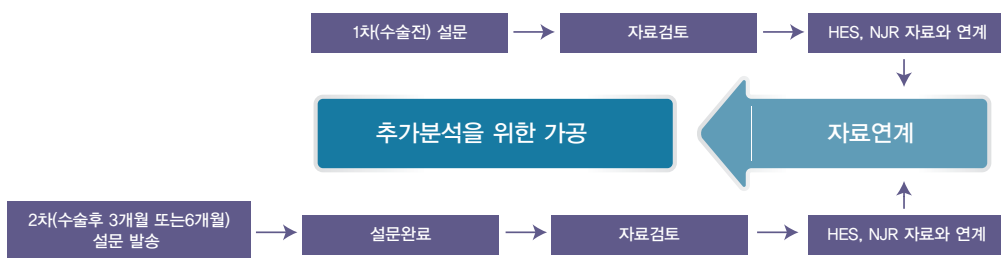 1차(수술전) 설문
자료검토
HES, NJR 자료와 연계
추가분석을 위한 가공
자료연계
2차(수술후 3개월 또는6개월)
설문 발송
설문완료
자료검토
HES, NJR 자료와 연계